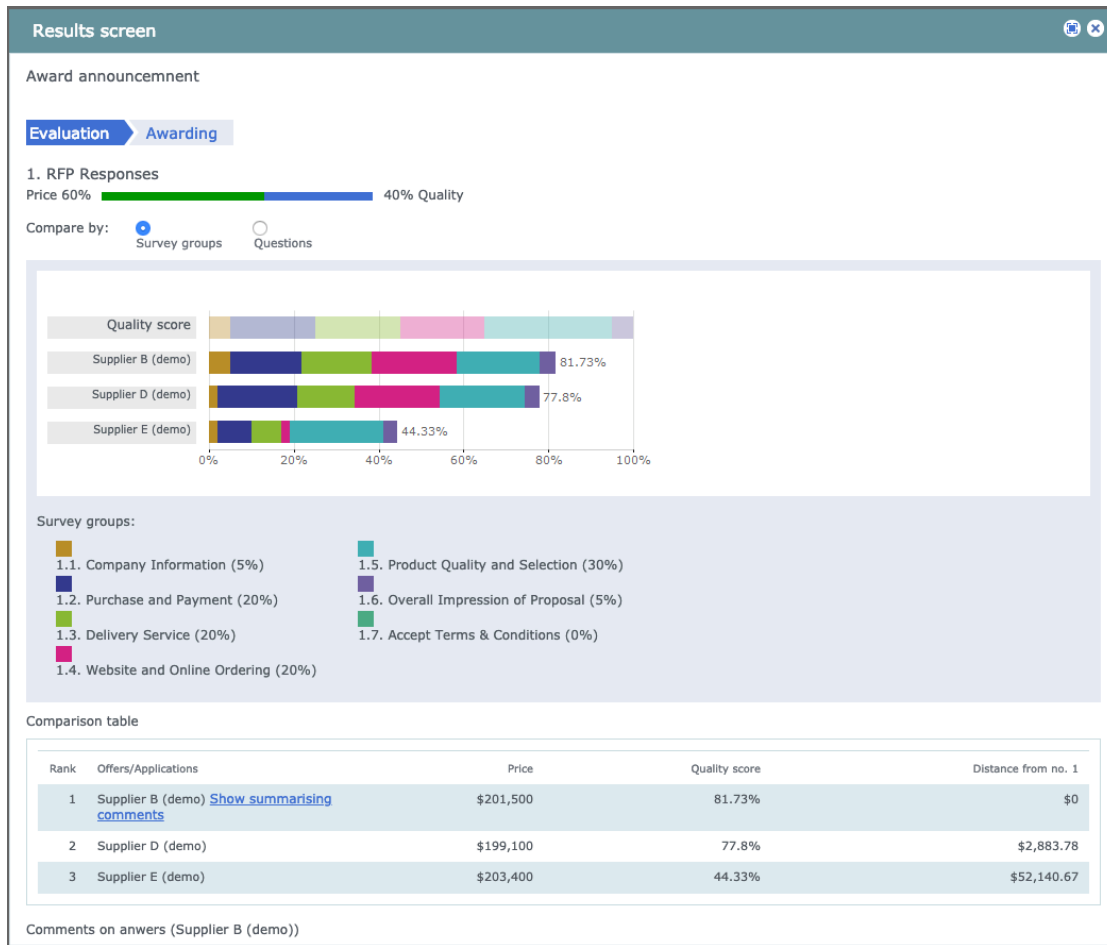 Results screen
Award announcemnent
Evaluation Awarding
1. RFP Responses
Price 60% 40% Quality
Compare by:
Survey groups Questions
Quality score
Supplier B (demo) 81.73%
Supplier D (demo) 77.8%
Supplier E (demo) 44.33%
0% 20% 40% 60% 80% 100%
Survey groups:
1.1. Company Information (5%)
1.2. Purchase and Payment (20%)
1.3. Delivery Service (20%)
1.4. Website and Online Ordering (20%)
1.5. Product Quality and Selection (30%)
1.6. Overall Impression of Proposal (5%)
1.7. Accept Terms & Conditions (0%)
Comparison table
Rank Offers/Applications Price Quality score Distance from no. 1
1 Supplier B (demo) Show summarising $201,500 81.73% $0
comments
2 Supplier D (demo) $199,100 77.8% $2,883.78
3 Supplier E (demo) $203,400 44.33% $52,140.67
Comments on anwers (Supplier B (demo))